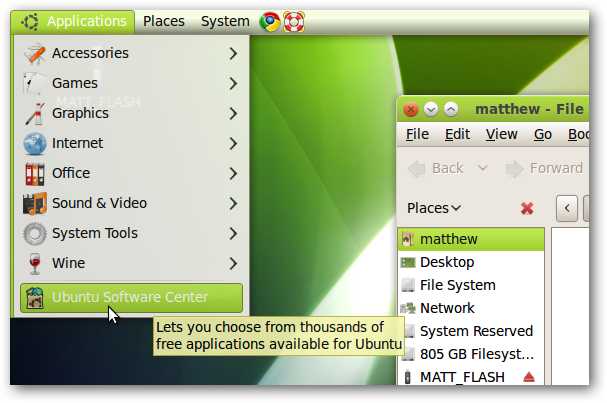 Applications Places System
Accessories
Games
MATT_FLASH
Graphics
Internet
Office
Sound & Video
System Tools
Wine
Ubuntu Software Center
Lets you choose from thousands of
free applications available for Ubuntu
matthew - File
File Edit View Go Boo
Back Forward
Places
matthew
Desktop
File System
Network
System Reserved
805 GB Filesyst...
MATT_FLASH